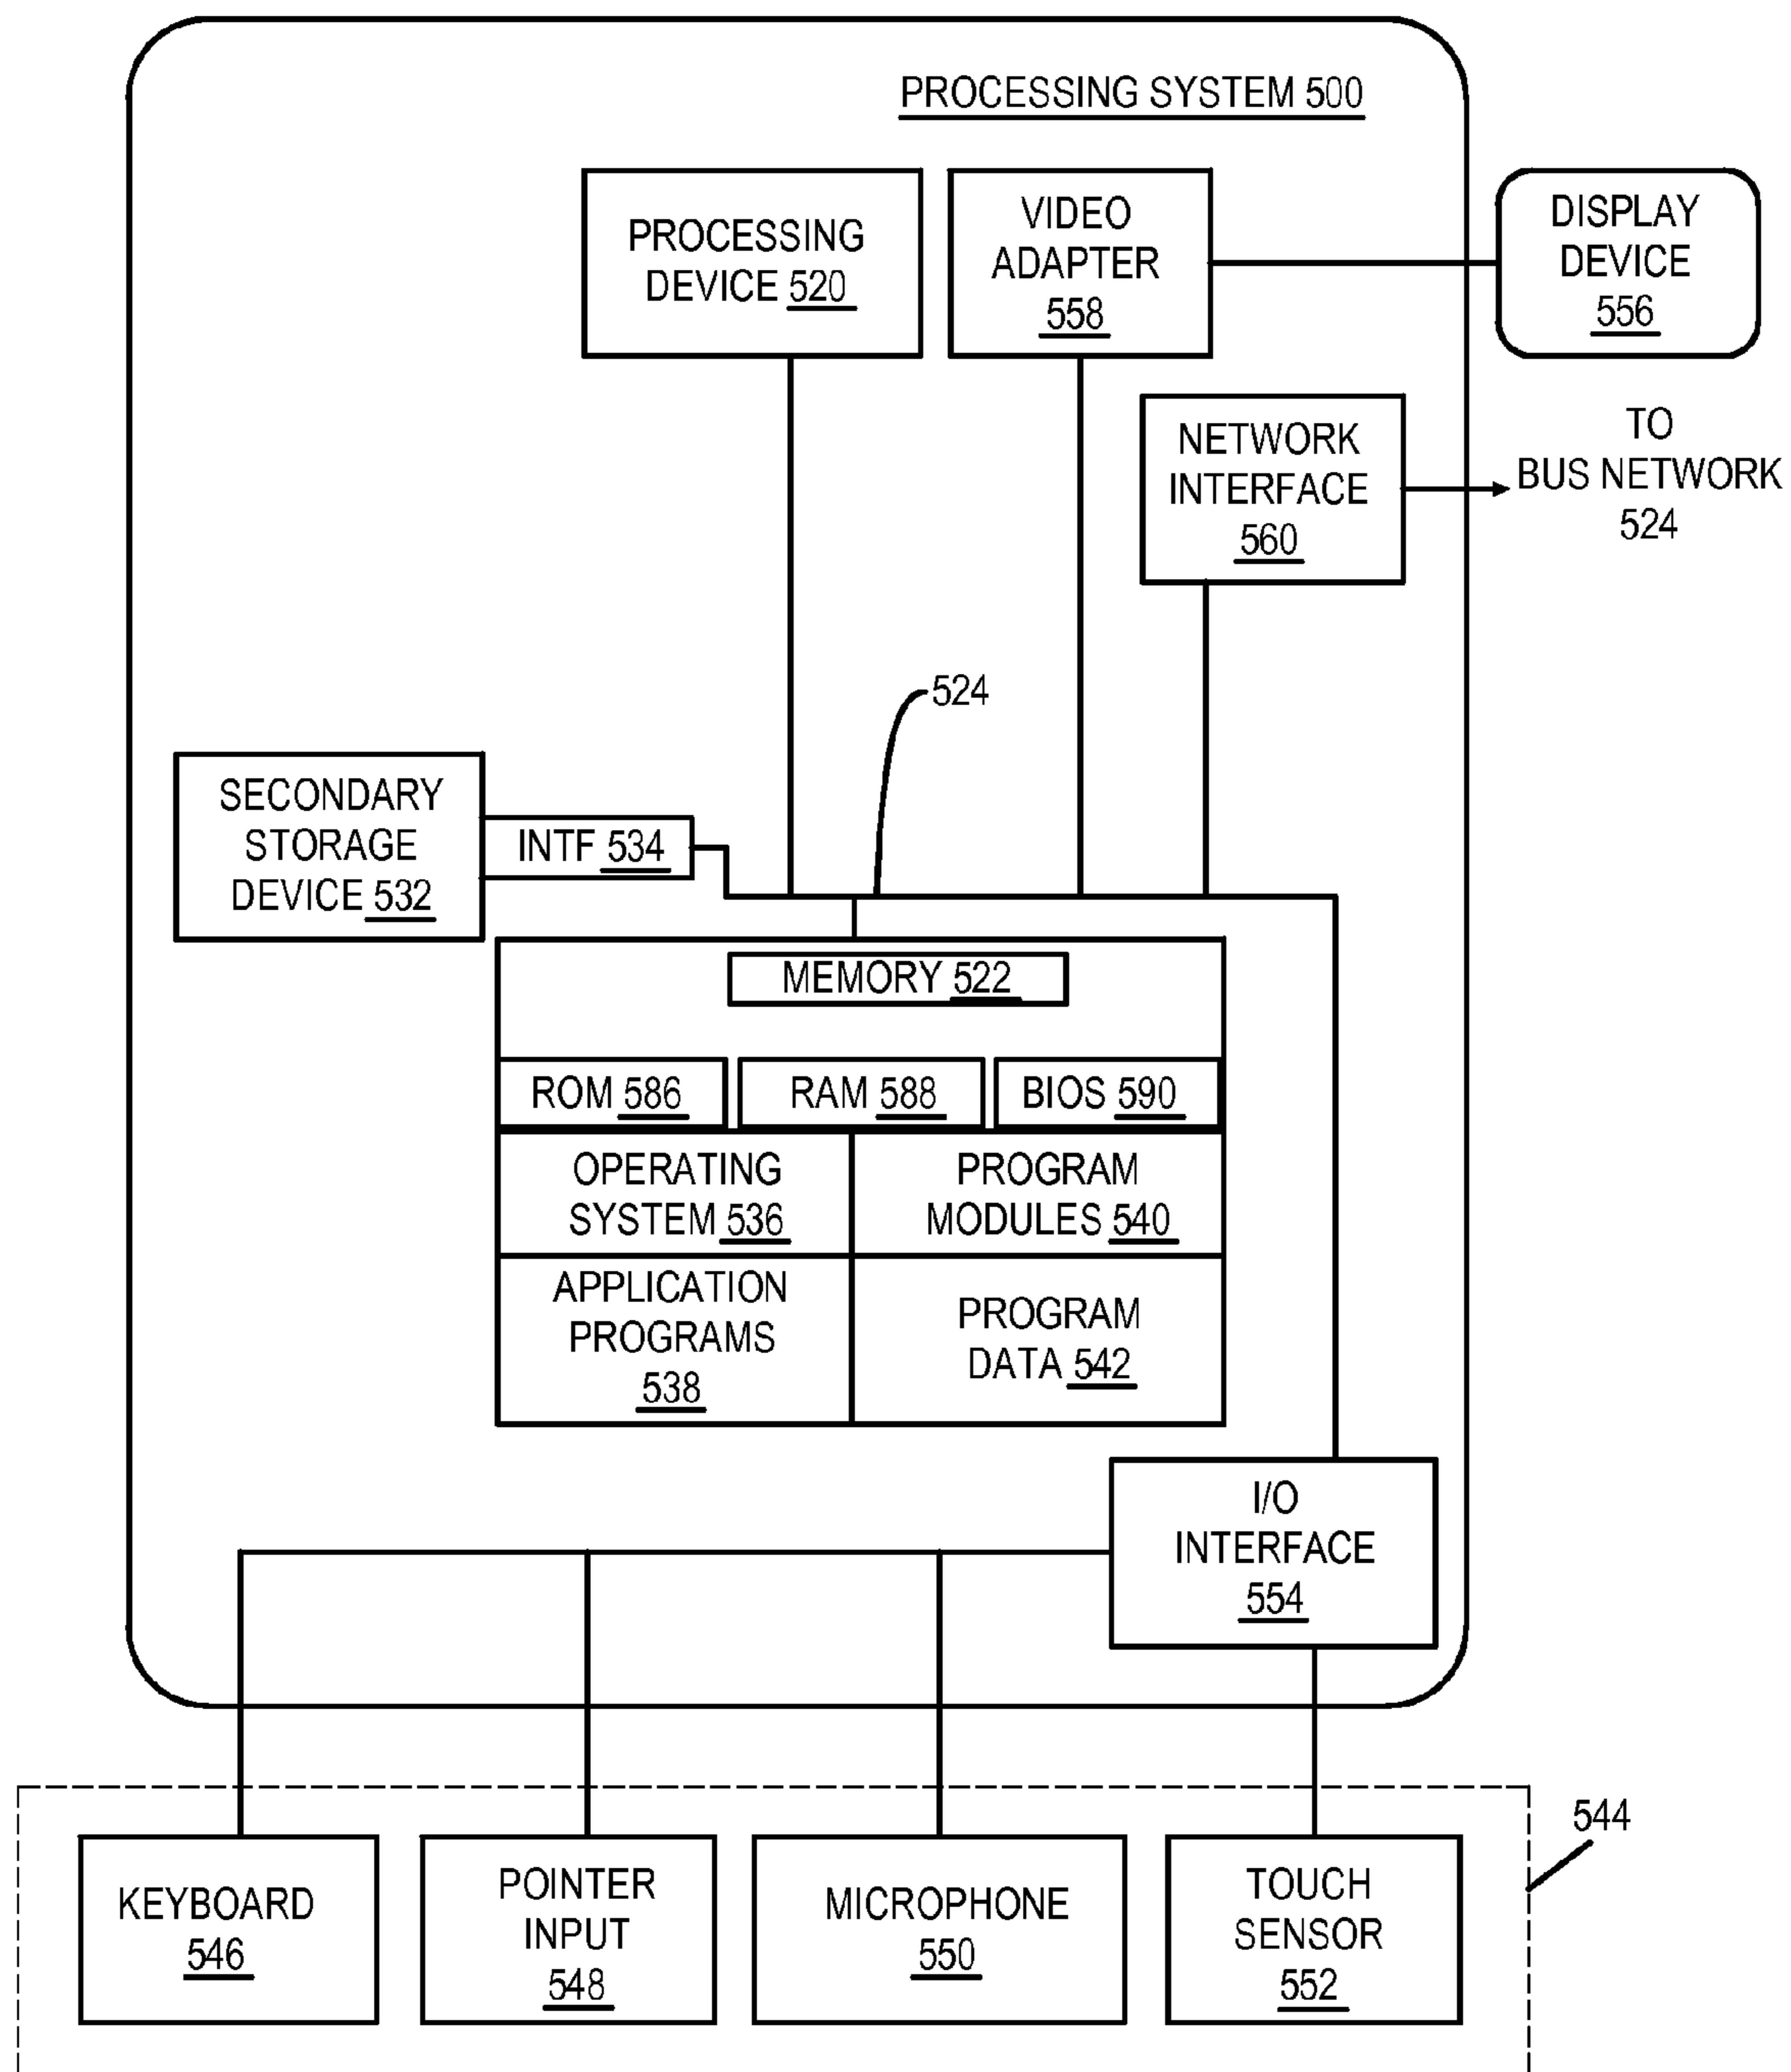 PROCESSING SYSTEM 500
PROCESSING
DEVICE 520
VIDEO
ADAPTER
558
DISPLAY
DEVICE
556
NETWORK
INTERFACE
560
TO
BUS NETWORK
524
524
SECONDARY
STORAGE
DEVICE 532
INTF 534
MEMORY 522
ROM 586
RAM 588
BIOS 590
OPERATING
SYSTEM 536
PROGRAM
MODULES 540
APPLICATION
PROGRAMS
538
PROGRAM
DATA 542
I/O
INTERFACE
554
544
KEYBOARD
546
POINTER
INPUT
548
MICROPHONE
550
TOUCH
SENSOR
552